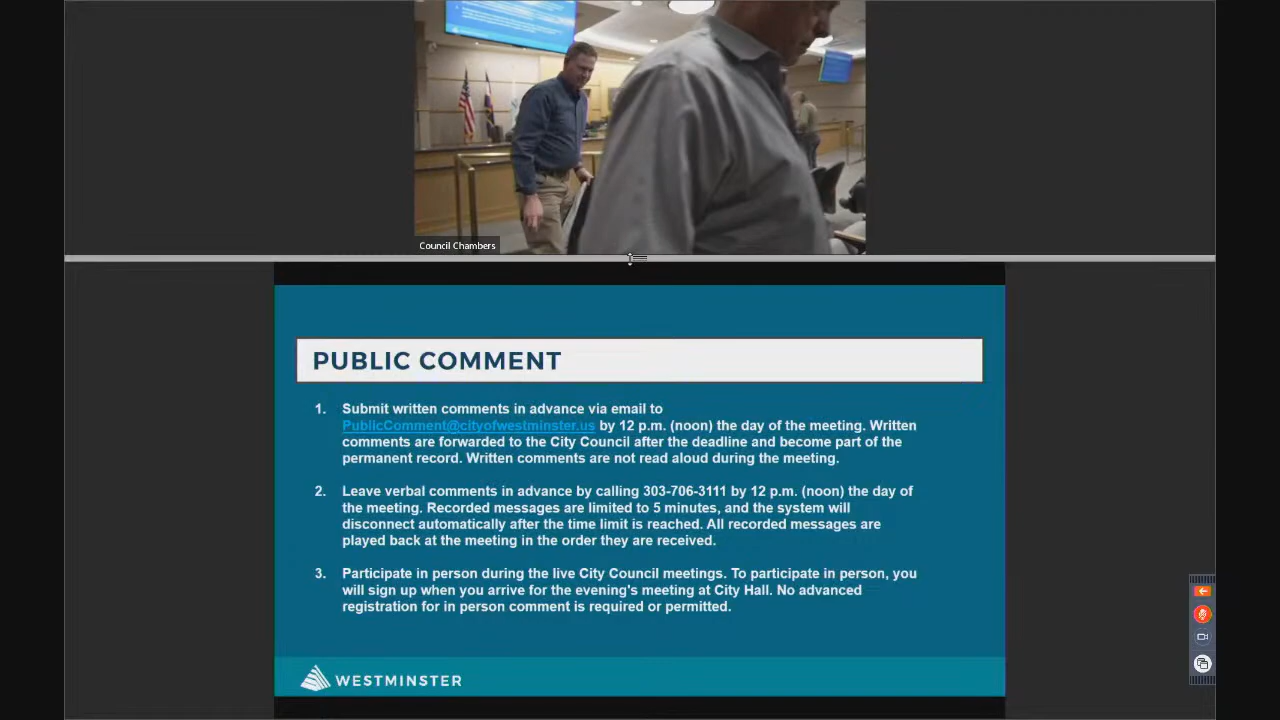 Council Chambers
PUBLIC COMMENT
1. Submit written comments in advance via email to
PublicComment@cityofwestminster.us by 12 p.m. (noon) the day of the meeting. Written
comments are forwarded to the City Council after the deadline and become part of the
permanent record. Written comments are not read aloud during the meeting.
2. Leave verbal comments in advance by calling 303-706-3111 by 12 p.m. (noon) the day of
the meeting. Recorded messages are limited to 5 minutes, and the system will
disconnect automatically after the time limit is reached. All recorded messages are
played back at the meeting in the order they are received.
3. Participate in person during the live City Council meetings. To participate in person, you
will sign up when you arrive for the evening's meeting at City Hall. No advanced
registration for in person comment is required or permitted.
WESTMINSTER